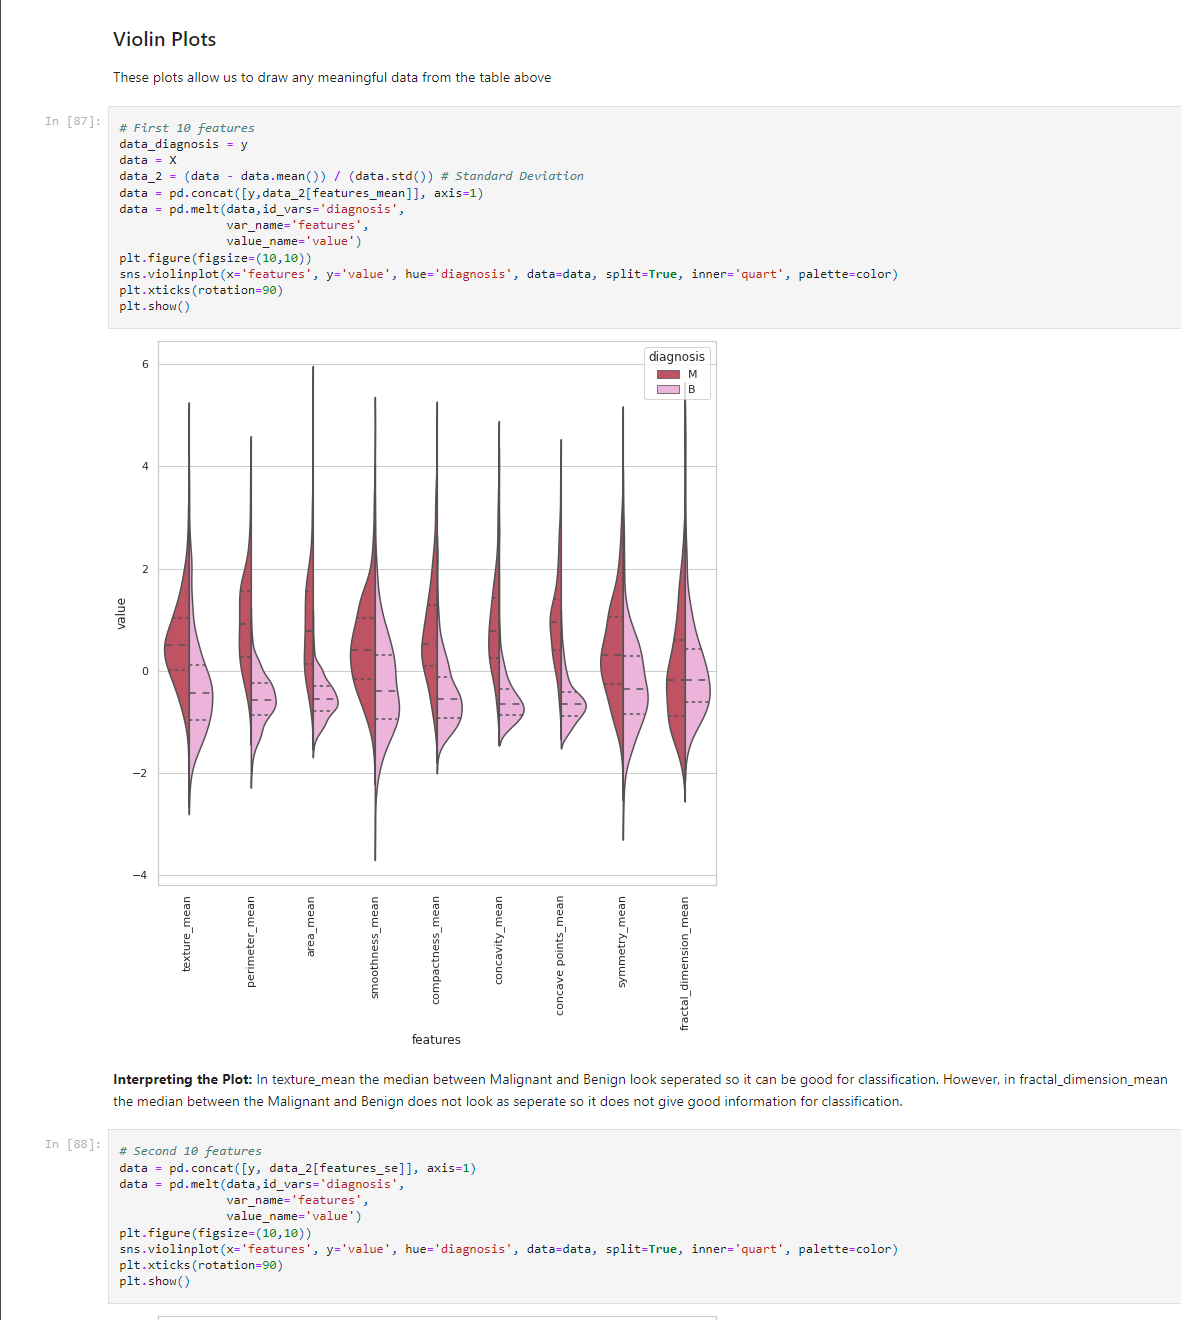 Violin Plots
These plots allow us to draw any meaningful data from the table above
In [87]:
# First 10 features
data_diagnosis = y
data = X
data_2 = (data - data.mean()) / (data.std()) # Standard Deviation
data = pd.concat([y,data_2[features_mean]], axis=1)
data = pd.melt(data,id_vars='diagnosis',
var_name='features',
value_name='value')
plt.figure(figsize=(10,10))
sns.violinplot(x='features', y='value', hue='diagnosis', data=data, split=True, inner='quart', palette=color)
plt.xticks(rotation=90)
plt.show()
diagnosis
M
B
6
4
2
0
−2
−4
value
texture_mean
perimeter_mean
area_mean
smoothness_mean
compactness_mean
concavity_mean
concave points_mean
symmetry_mean
fractal_dimension_mean
features
Interpreting the Plot: In texture_mean the median between Malignant and Benign look seperated so it can be good for classification. However, in fractal_dimension_mean
the median between the Malignant and Benign does not look as seperate so it does not give good information for classification.
In [88]:
# Second 10 features
data = pd.concat([y, data_2[features_se]], axis=1)
data = pd.melt(data,id_vars='diagnosis',
var_name='features',
value_name='value')
plt.figure(figsize=(10,10))
sns.violinplot(x='features', y='value', hue='diagnosis', data=data, split=True, inner='quart', palette=color)
plt.xticks(rotation=90)
plt.show()